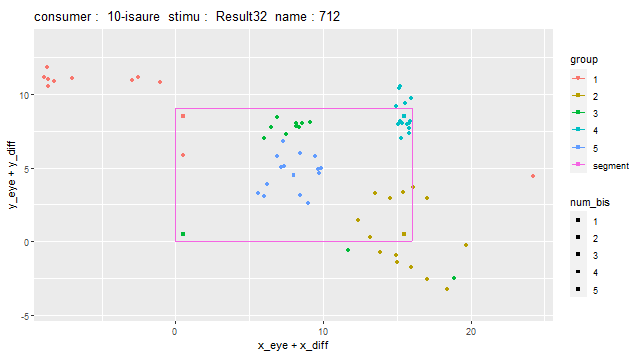 consumer :  10-isaure  stimu :  Result32  name : 712
group
1
2
3
4
5
segment
num_bis
1
2
3
4
5
y_eye + y_diff
10
5
0
-5
0
10
20
x_eye + x_diff